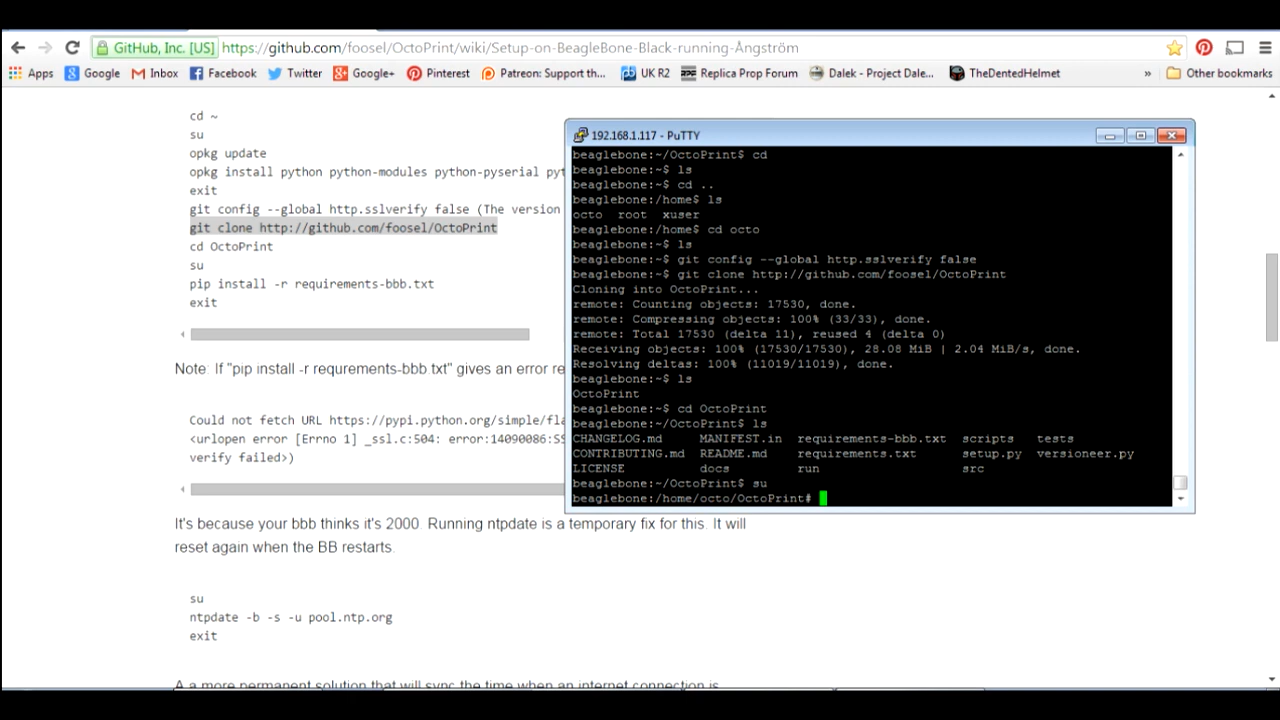 GitHub, Inc. [US] https://github.com/foosel/OctoPrint/wiki/Setup-on-BeagleBone-Black-running-Ångström
Apps Google Inbox Facebook Twitter Google+ Pinterest Patreon: Support th... UK R2 Replica Prop Forum Dalek - Project Dale... TheDentedHelmet » Other bookmarks
cd ~
su
opkg update
opkg install python python-modules python-pyserial pyt
exit
git config --global http.sslverify false (The version
git clone http://github.com/foosel/OctoPrint
cd OctoPrint
su
pip install -r requirements-bbb.txt
exit
Note: If "pip install -r requrements-bbb.txt" gives an error re
Could not fetch URL https://pypi.python.org/simple/fla
<urlopen error [Errno 1] _ssl.c:504: error:14090086:SS
verify failed>)
It's because your bbb thinks it's 2000. Running ntpdate is a temporary fix for this. It will
reset again when the BB restarts.
su
ntpdate -b -s -u pool.ntp.org
exit
A a more permanent solution that will sync the time when an internet connection is
192.168.1.117 - PuTTY
beaglebone:~/OctoPrint$ cd
beaglebone:~$ ls
beaglebone:~$ cd ..
beaglebone:/home$ ls
octo root xuser
beaglebone:/home$ cd octo
beaglebone:~$ ls
beaglebone:~$ git config --global http.sslverify false
beaglebone:~$ git clone http://github.com/foosel/OctoPrint
Cloning into OctoPrint...
remote: Counting objects: 17530, done.
remote: Compressing objects: 100% (33/33), done.
remote: Total 17530 (delta 11), reused 4 (delta 0)
Receiving objects: 100% (17530/17530), 28.08 MiB | 2.04 MiB/s, done.
Resolving deltas: 100% (11019/11019), done.
beaglebone:~$ ls
OctoPrint
beaglebone:~$ cd OctoPrint
beaglebone:~/OctoPrint$ ls
CHANGELOG.md MANIFEST.in requirements-bbb.txt scripts tests
CONTRIBUTING.md README.md requirements.txt setup.py versioneer.py
LICENSE docs run src
beaglebone:~/OctoPrint$ su
beaglebone:/home/octo/OctoPrint#